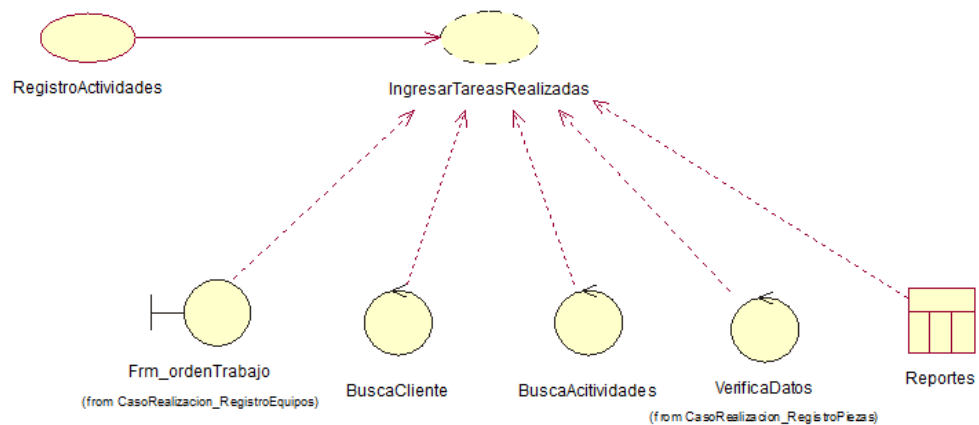 RegistroActividades
IngresarTareasRealizadas
Frm_ordenTrabajo
(from CasoRealizacion_RegistroEquipos)
BuscaCliente
BuscaAcitividades
VerificaDatos
(from CasoRealizacion_RegistroPiezas)
Reportes